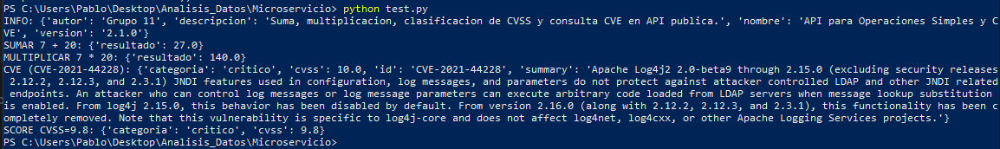 PS C:\Users\Pablo\Desktop\Analisis_Datos\Microservicio> python test.py
INFO: {'autor': 'Grupo 11', 'descripcion': 'Suma, multiplicacion, clasificacion de CVSS y consulta CVE en API publica.', 'nombre': 'API para Operaciones Simples y C
VE', 'version': '2.1.0'}
SUMAR 7 + 20: {'resultado': 27.0}
MULTIPLICAR 7 * 20: {'resultado': 140.0}
CVE (CVE-2021-44228): {'categoria': 'critico', 'cvss': 10.0, 'id': 'CVE-2021-44228', 'summary': 'Apache Log4j2 2.0-beta9 through 2.15.0 (excluding security releases
 2.12.2, 2.12.3, and 2.3.1) JNDI features used in configuration, log messages, and parameters do not protect against attacker controlled LDAP and other JNDI related
 endpoints. An attacker who can control log messages or log message parameters can execute arbitrary code loaded from LDAP servers when message lookup substitution
is enabled. From log4j 2.15.0, this behavior has been disabled by default. From version 2.16.0 (along with 2.12.2, 2.12.3, and 2.3.1), this functionality has been c
ompletely removed. Note that this vulnerability is specific to log4j-core and does not affect log4net, log4cxx, or other Apache Logging Services projects.'}
SCORE CVSS=9.8: {'categoria': 'critico', 'cvss': 9.8}
PS C:\Users\Pablo\Desktop\Analisis_Datos\Microservicio>